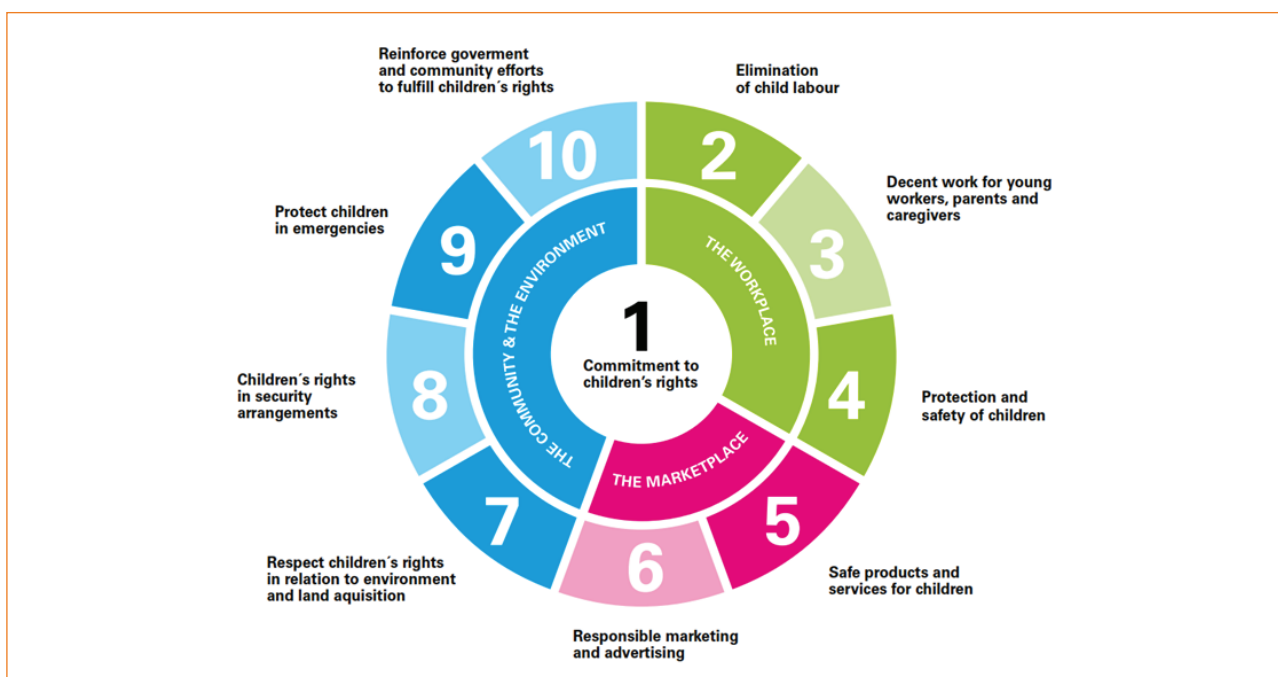 1
Commitment to
children's rights
THE WORKPLACE
2
Elimination
of child labour
3
Decent work for young
workers, parents and
caregivers
4
Protection and
safety of children
THE MARKETPLACE
5
Safe products and
services for children
6
Responsible marketing
and advertising
THE COMMUNITY & THE ENVIRONMENT
7
Respect children´s rights
in relation to environment
and land aquisition
8
Children´s rights
in security
arrangements
9
Protect children
in emergencies
10
Reinforce goverment
and community efforts
to fulfill children´s rights